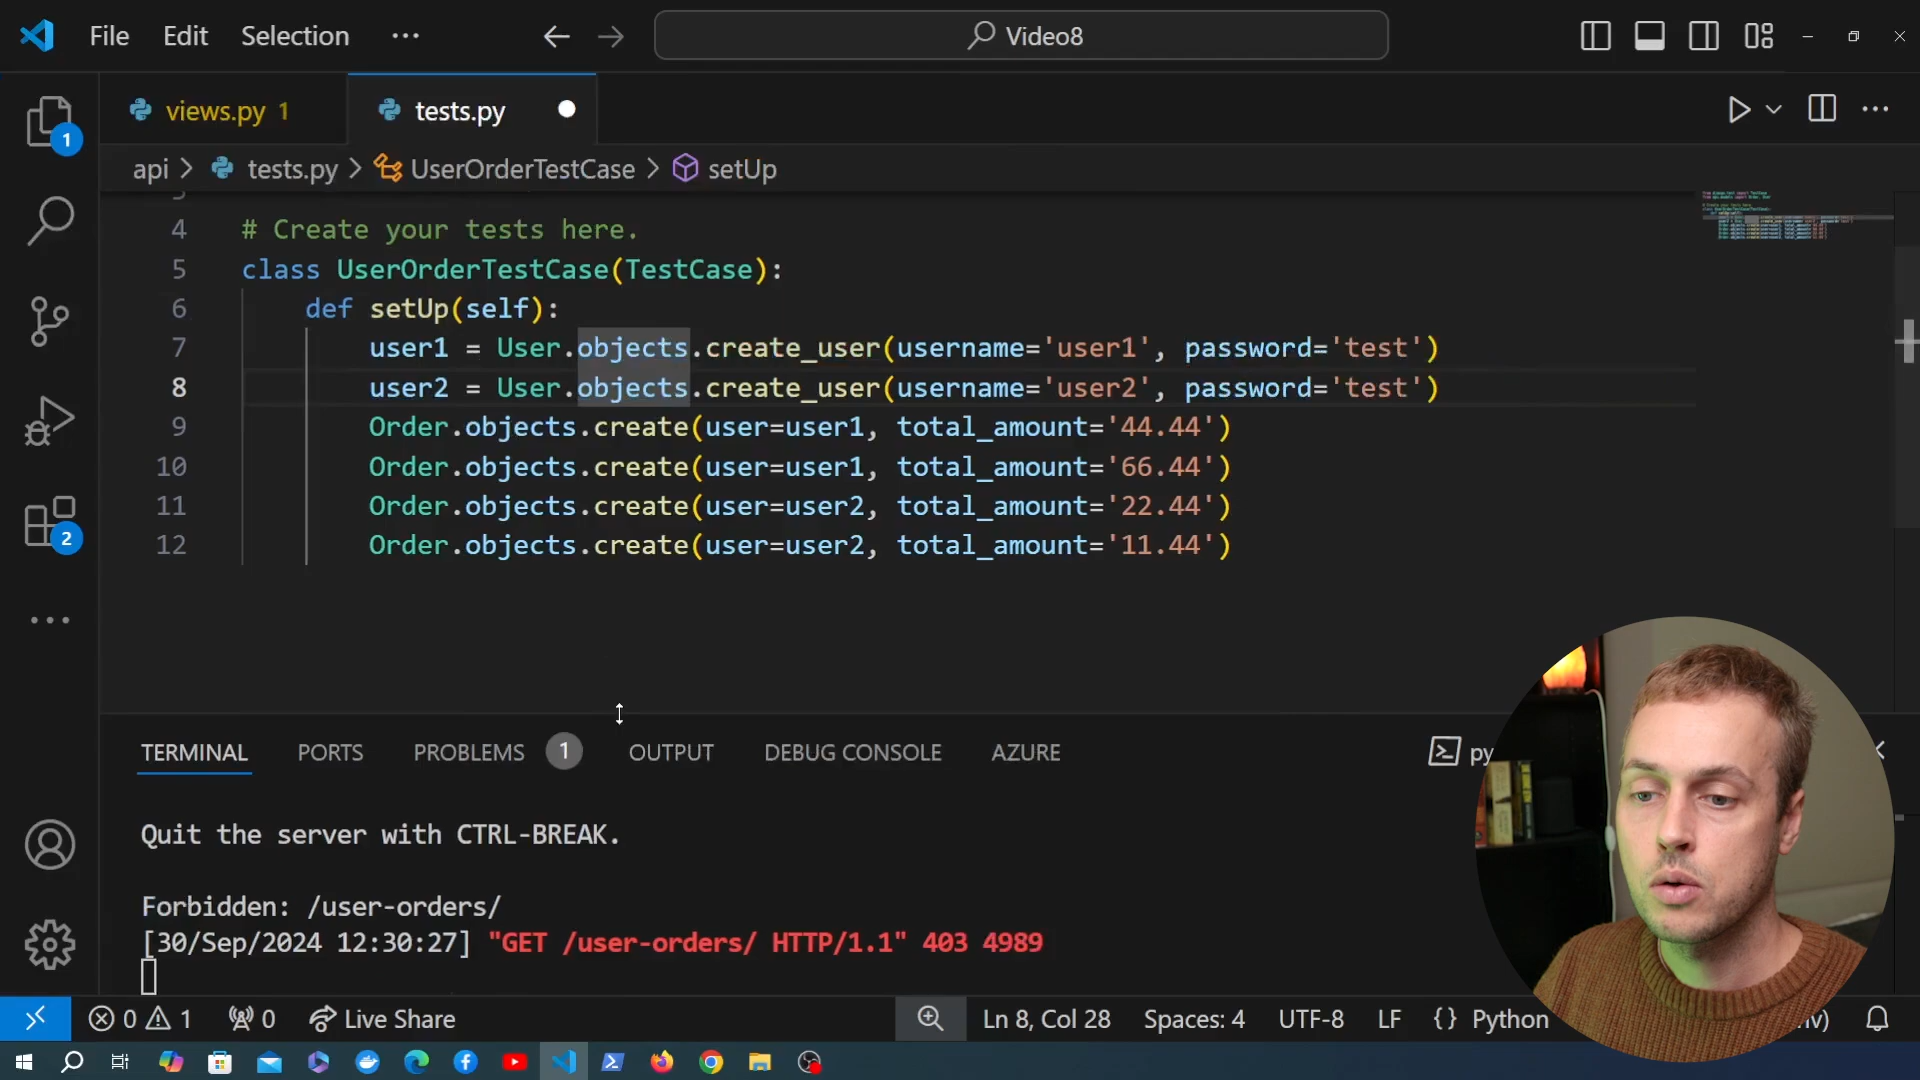 File Edit Selection ··· Video8
views.py 1 tests.py
api > tests.py > UserOrderTestCase > setUp
4 # Create your tests here.
5 class UserOrderTestCase(TestCase):
6 def setUp(self):
7 user1 = User.objects.create_user(username='user1', password='test')
8 user2 = User.objects.create_user(username='user2', password='test')
9 Order.objects.create(user=user1, total_amount='44.44')
10 Order.objects.create(user=user1, total_amount='66.44')
11 Order.objects.create(user=user2, total_amount='22.44')
12 Order.objects.create(user=user2, total_amount='11.44')
1
2
TERMINAL PORTS PROBLEMS 1 OUTPUT DEBUG CONSOLE AZURE py
Quit the server with CTRL-BREAK.
Forbidden: /user-orders/
[30/Sep/2024 12:30:27] "GET /user-orders/ HTTP/1.1" 403 4989
0 1 0 Live Share Ln 8, Col 28 Spaces: 4 UTF-8 LF {} Python